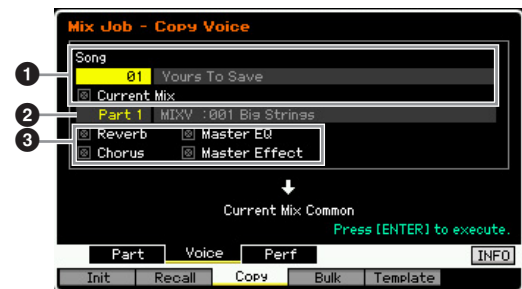 Mix Job - Copy Voice
Song
1
01 Yours To Save
Current Mix
2
Part 1 MIXV :001 Big Strings
3
Reverb Master EQ
Chorus Master Effect
Current Mix Common
Press [ENTER] to execute.
Part Voice Perf INFO
Init Recall Copy Bulk Template